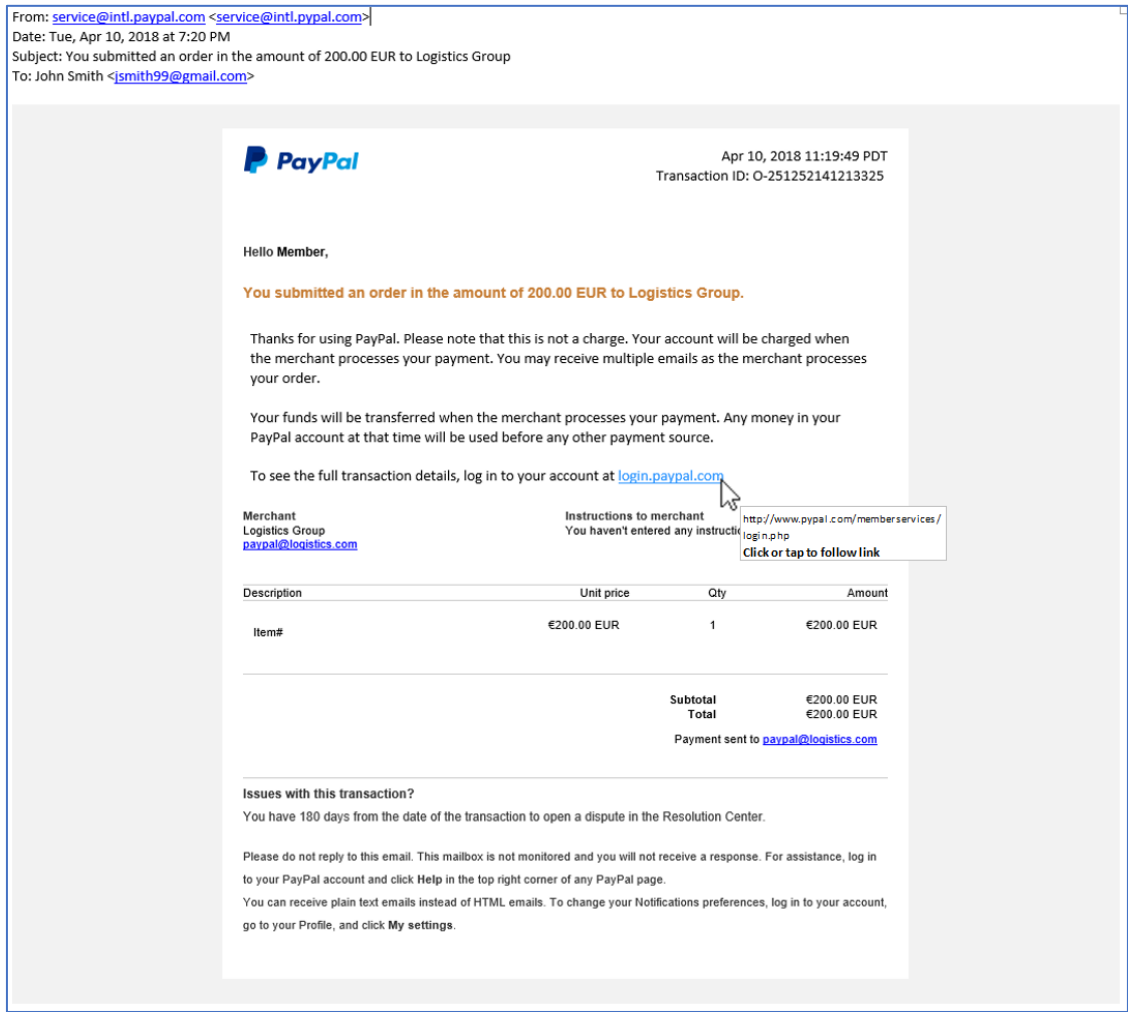 From: service@intl.paypal.com <service@intl.pypal.com>
Date: Tue, Apr 10, 2018 at 7:20 PM
Subject: You submitted an order in the amount of 200.00 EUR to Logistics Group
To: John Smith <jsmith99@gmail.com>
PayPal
Apr 10, 2018 11:19:49 PDT
Transaction ID: O-251252141213325
Hello Member,
You submitted an order in the amount of 200.00 EUR to Logistics Group.
Thanks for using PayPal. Please note that this is not a charge. Your account will be charged when
the merchant processes your payment. You may receive multiple emails as the merchant processes
your order.
Your funds will be transferred when the merchant processes your payment. Any money in your
PayPal account at that time will be used before any other payment source.
To see the full transaction details, log in to your account at login.paypal.com
Merchant
Logistics Group
paypal@logistics.com
Instructions to merchant
You haven't entered any
http://www.pypal.com/memberservices/
login.php
Click or tap to follow link
Description Unit price Qty Amount
Item# €200.00 EUR 1 €200.00 EUR
Subtotal €200.00 EUR
Total €200.00 EUR
Payment sent to paypal@logistics.com
Issues with this transaction?
You have 180 days from the date of the transaction to open a dispute in the Resolution Center.
Please do not reply to this email. This mailbox is not monitored and you will not receive a response. For assistance, log in
to your PayPal account and click Help in the top right corner of any PayPal page.
You can receive plain text emails instead of HTML emails. To change your Notifications preferences, log in to your account,
go to your Profile, and click My settings.